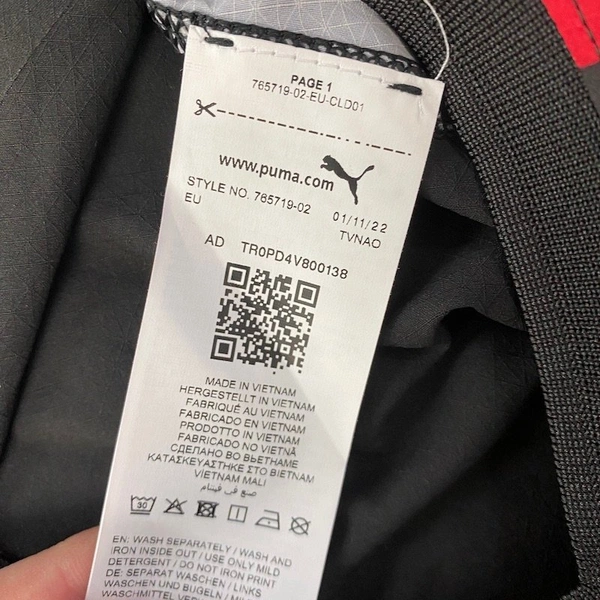 PAGE 1
765719-02-EU-CLD01
www.puma.com
STYLE NO. 765719-02 01/11/22
EU TVNAO
AD TR0PD4V800138
MADE IN VIETNAM
HERGESTELLT IN VIETNAM
FABRIQUÉ AU VIETNAM
FABRICADO EN VIETNAM
PRODOTTO IN VIETNAM
FABRICADO NO VIETNÃ
СДЕЛАНО ВО ВЬЕТНАМЕ
ΚΑΤΑΣΚΕΥΑΣΤΗΚΕ ΣΤΟ ΒΙΕΤΝΑΜ
VIETNAM MALI
صنع في فيتنام
30
EN: WASH SEPARATELY / WASH AND
IRON INSIDE OUT / USE ONLY MILD
DETERGENT / DO NOT IRON PRINT
DE: SEPARAT WASCHEN / LINKS
WASCHEN UND BÜGELN /
WASCHMITTEL